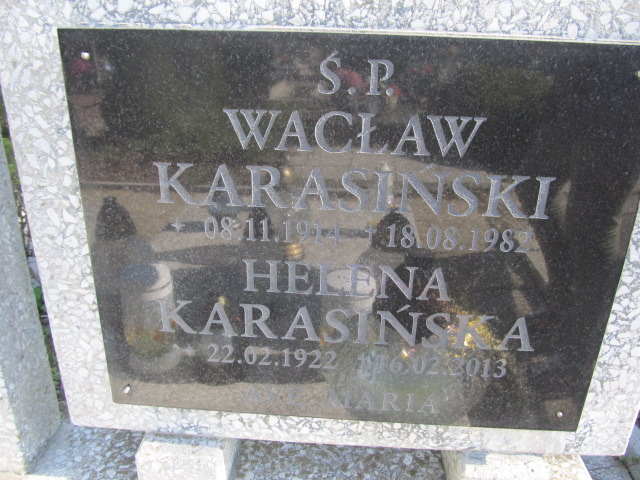 Ś.P.
WACŁAW
KARASIŃSKI
* 08.11.1914 † 18.08.1982
HELENA
KARASIŃSKA
* 22.02.1922 † 16.02.2013
AVE MARIA